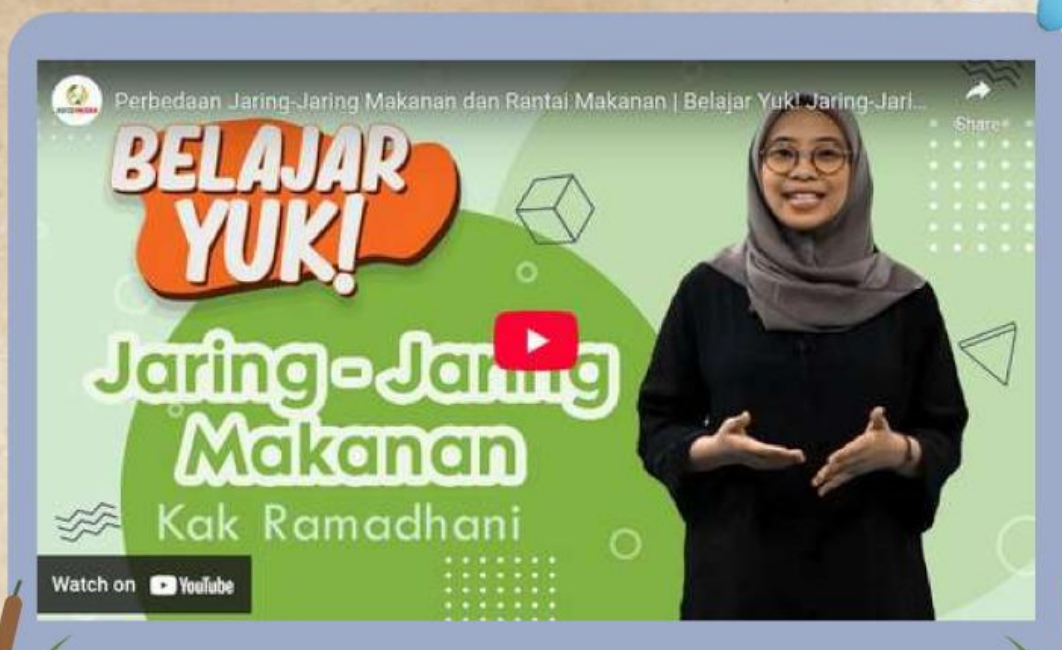 Perbedaan Jaring-Jaring Makanan dan Rantai Makanan | Belajar Yuk! Jaring-Jari...
Share
BELAJAR
YUK!
Jaring-Jaring
Makanan
Kak Ramadhani
Watch on YouTube